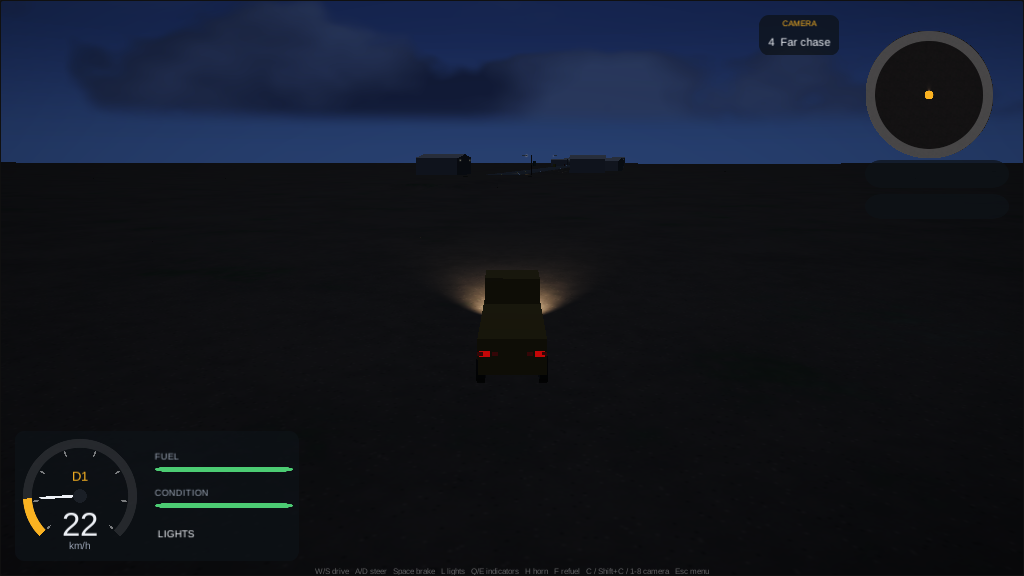 CAMERA
4 Far chase
D1
22
km/h
FUEL
CONDITION
LIGHTS
W/S drive A/D steer Space brake L lights Q/E indicators H horn F refuel C / Shift+C / 1-8 camera Esc menu